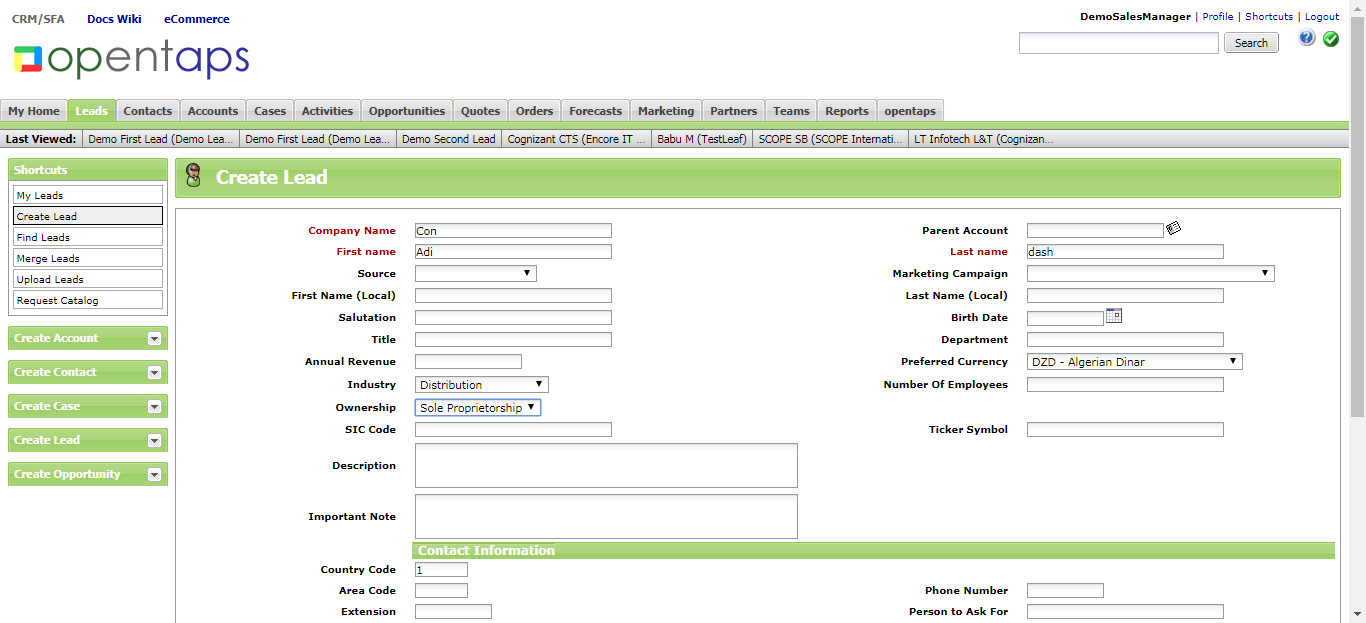 CRM/SFA Docs Wiki eCommerce
DemoSalesManager | Profile | Shortcuts | Logout
opentaps
Search
My Home Leads Contacts Accounts Cases Activities Opportunities Quotes Orders Forecasts Marketing Partners Teams Reports opentaps
Last Viewed: Demo First Lead (Demo Lea... Demo First Lead (Demo Lea... Demo Second Lead Cognizant CTS (Encore IT ... Babu M (TestLeaf) SCOPE SB (SCOPE Internati... LT Infotech L&T (Cognizan...
Shortcuts
My Leads
Create Lead
Find Leads
Merge Leads
Upload Leads
Request Catalog
Create Account
Create Contact
Create Case
Create Lead
Create Opportunity
Create Lead
Company Name Con Parent Account
First name Adi Last name dash
Source Marketing Campaign
First Name (Local) Last Name (Local)
Salutation Birth Date
Title Department
Annual Revenue Preferred Currency DZD - Algerian Dinar
Industry Distribution Number Of Employees
Ownership Sole Proprietorship
SIC Code Ticker Symbol
Description
Important Note
Contact Information
Country Code 1
Area Code Phone Number
Extension Person to Ask For